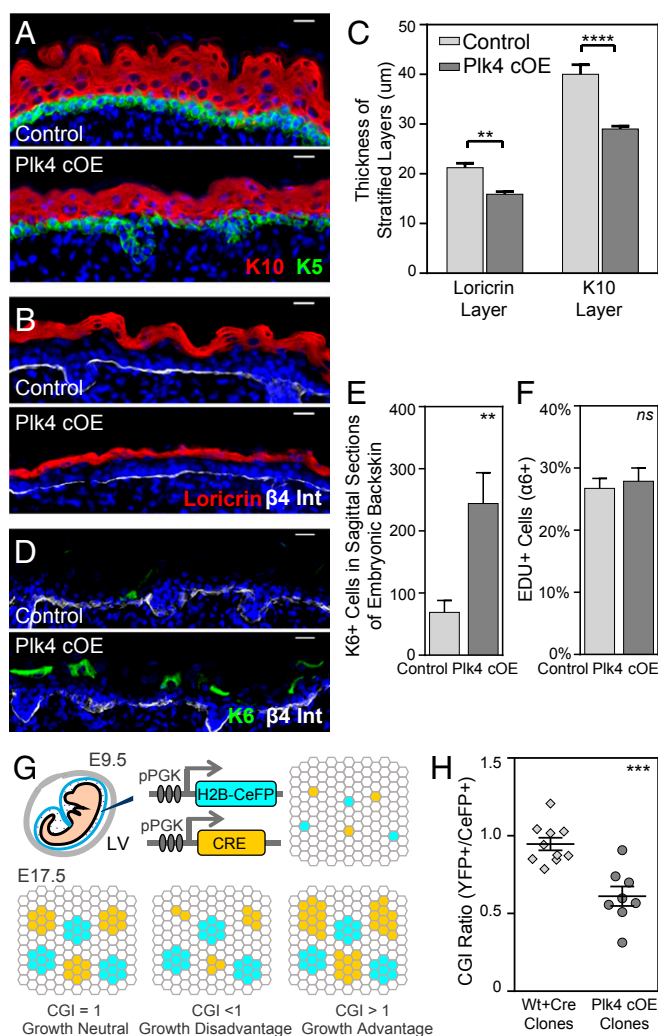 A
Control
Plk4 cOE
K10 K5
B
Control
Plk4 cOE
Loricrin β4 Int
D
Control
Plk4 cOE
K6 β4 Int
C
Thickness of
Stratified Layers (um)
50
40
30
20
10
0
Control
Plk4 cOE
**
****
Loricrin
Layer
K10
Layer
E
K6+ Cells in Sagittal Sections
of Embryonic Backskin
400
300
200
100
0
**
Control Plk4 cOE
F
EDU+ Cells (α6+)
40%
30%
20%
10%
0%
ns
Control Plk4 cOE
G
E9.5
LV
pPGK
H2B-CeFP
pPGK
CRE
E17.5
CGI = 1
Growth Neutral
CGI <1
Growth Disadvantage
CGI > 1
Growth Advantage
H
CGI Ratio (YFP+/CeFP+)
1.5
1.0
0.5
0
***
Wt+Cre
Clones
Plk4 cOE
Clones